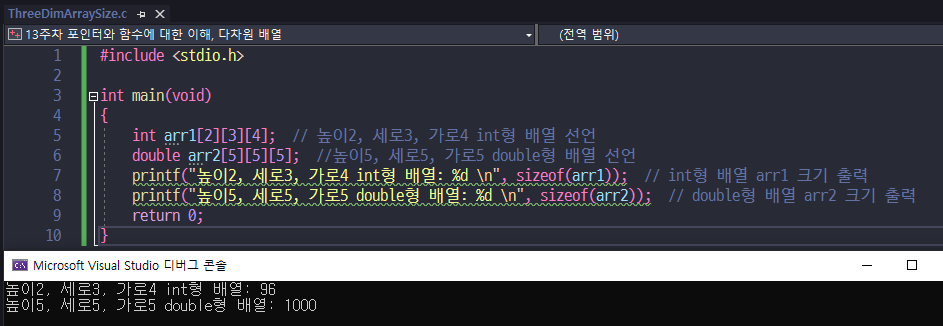 ThreeDimArraySize.c
13주차 포인터와 함수에 대한 이해, 다차원 배열 (전역 범위)
1 #include <stdio.h>
2
3 int main(void)
4 {
5 int arr1[2][3][4]; // 높이2, 세로3, 가로4 int형 배열 선언
6 double arr2[5][5][5]; //높이5, 세로5, 가로5 double형 배열 선언
7 printf("높이2, 세로3, 가로4 int형 배열: %d \n", sizeof(arr1)); // int형 배열 arr1 크기 출력
8 printf("높이5, 세로5, 가로5 double형 배열: %d \n", sizeof(arr2)); // double형 배열 arr2 크기 출력
9 return 0;
10 }
Microsoft Visual Studio 디버그 콘솔
높이2, 세로3, 가로4 int형 배열: 96
높이5, 세로5, 가로5 double형 배열: 1000